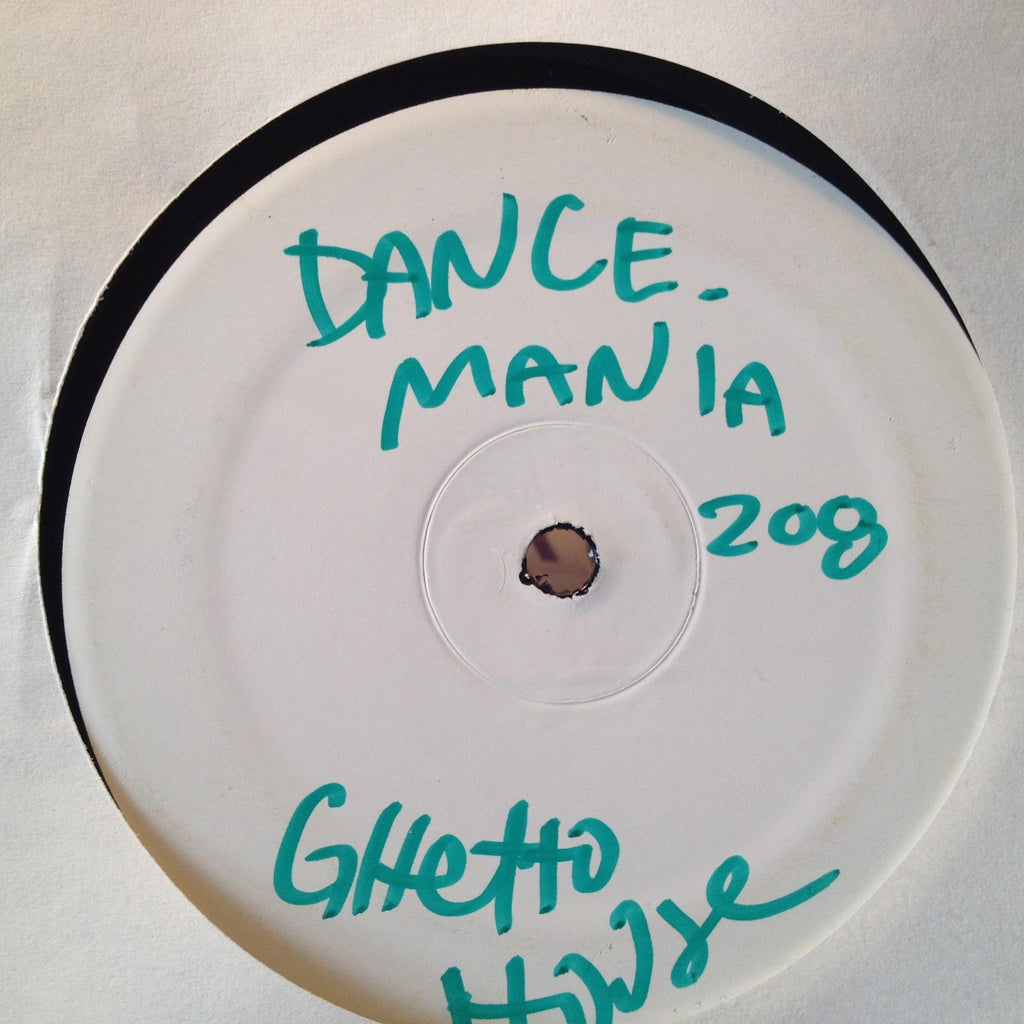 DANCE-
MANIA
208
GHetto
House